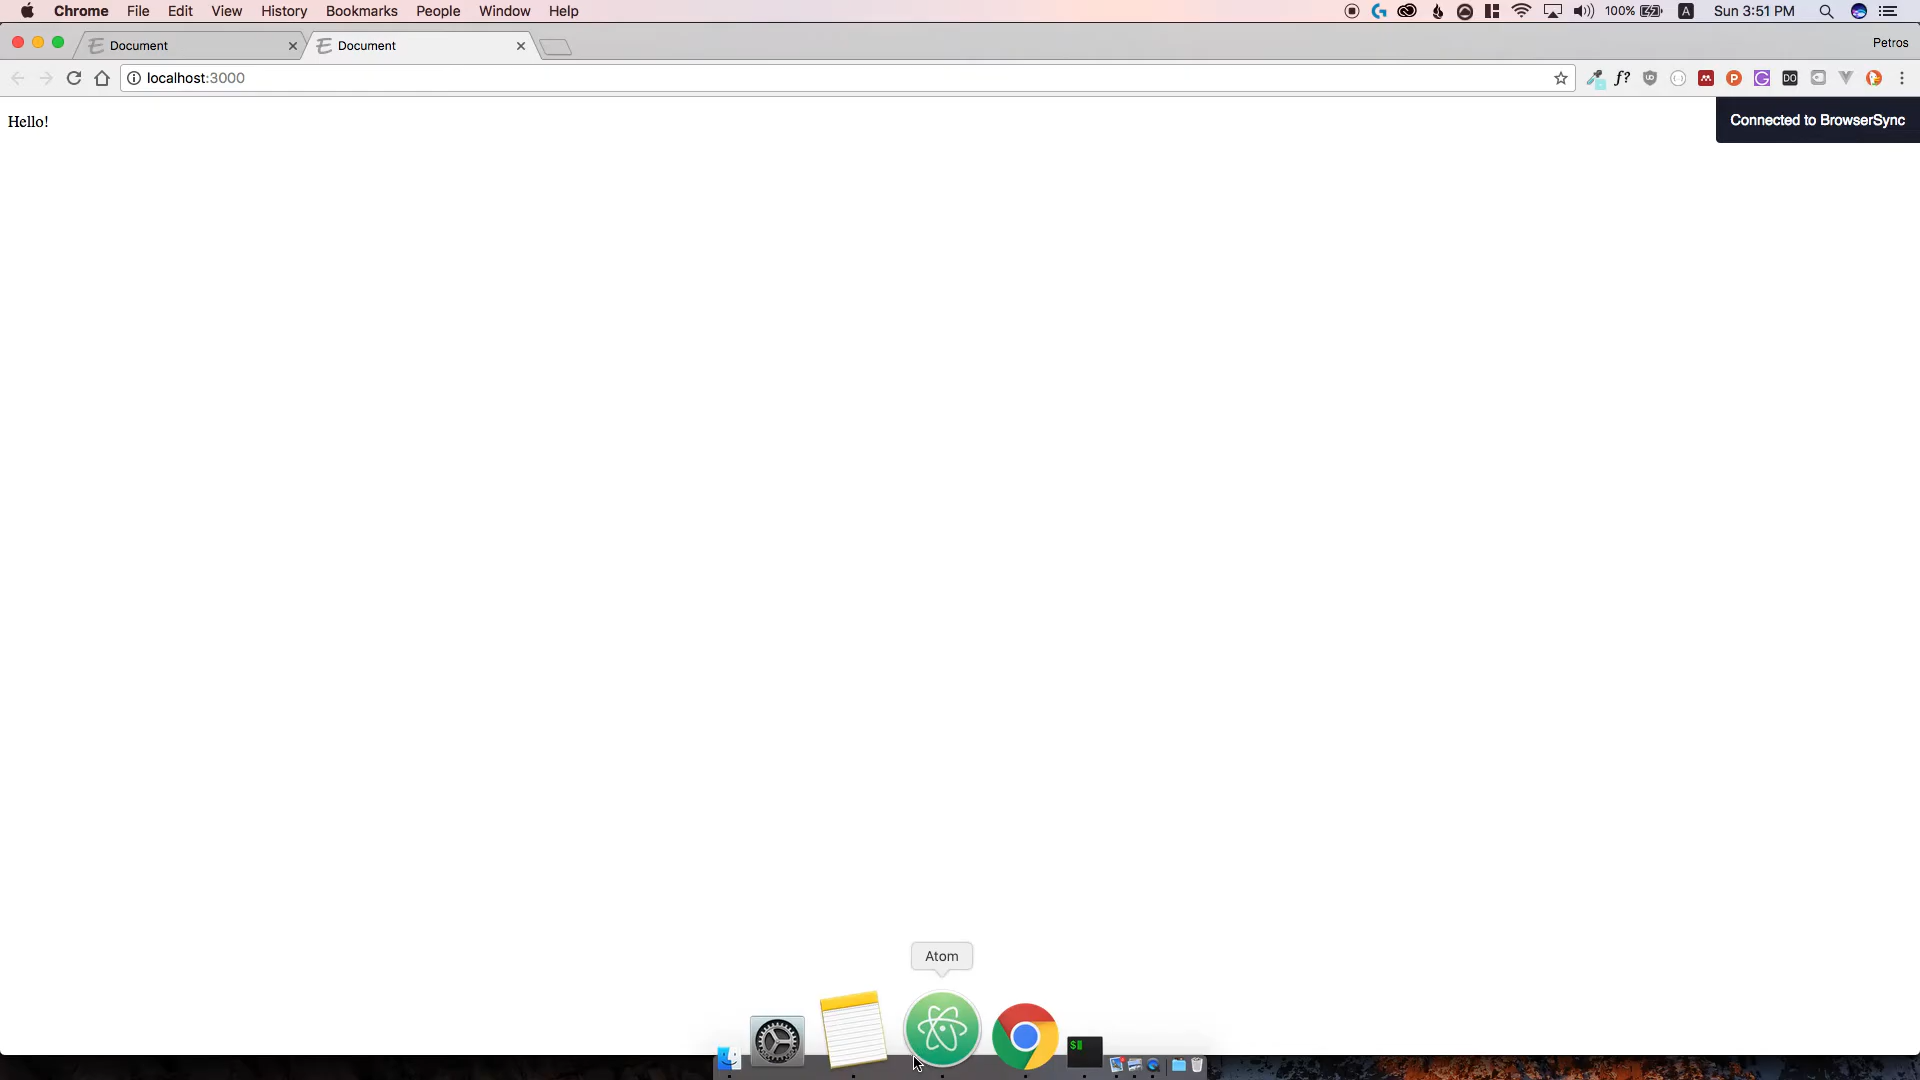 Chrome File Edit View History Bookmarks People Window Help 100% A Sun 3:51 PM
Document Document Petros
localhost:3000 f? P G DO
Hello!
Connected to BrowserSync
Atom
$